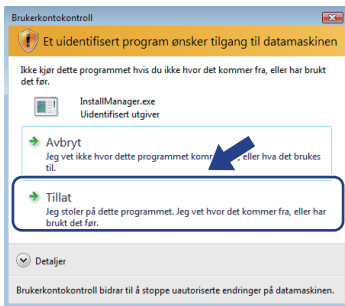 Brukerkontokontroll
Et uidentifisert program ønsker tilgang til datamaskinen
Ikke kjør dette programmet hvis du ikke hvor det kommer fra, eller har brukt
det før.
InstallManager.exe
Uidentifisert utgiver
Avbryt
Jeg vet ikke hvor dette programmet kom, eller hva det brukes
til.
Tillat
Jeg stoler på dette programmet. Jeg vet hvor det kommer fra, eller har
brukt det før.
Detaljer
Brukerkontokontroll bidrar til å stoppe uautoriserte endringer på datamaskinen.